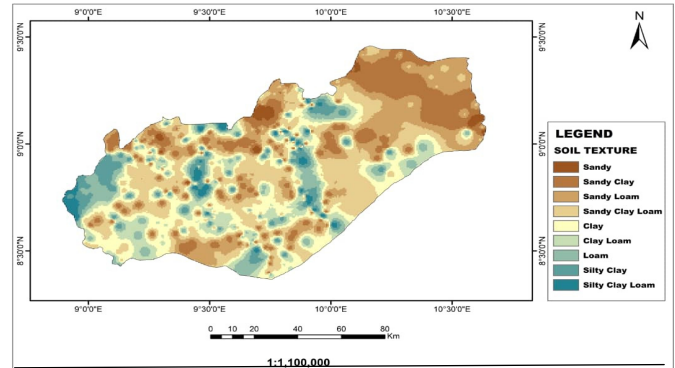 9°0'0"E 9°30'0"E 10°0'0"E 10°30'0"E
N
9°30'0"N 9°30'0"N
9°0'0"N 9°0'0"N
8°30'0"N 8°30'0"N
LEGEND
SOIL TEXTURE
Sandy
Sandy Clay
Sandy Loam
Sandy Clay Loam
Clay
Clay Loam
Loam
Silty Clay
Silty Clay Loam
9°0'0"E 9°30'0"E 10°0'0"E 10°30'0"E
0 10 20 40 60 80
Km
1:1,100,000